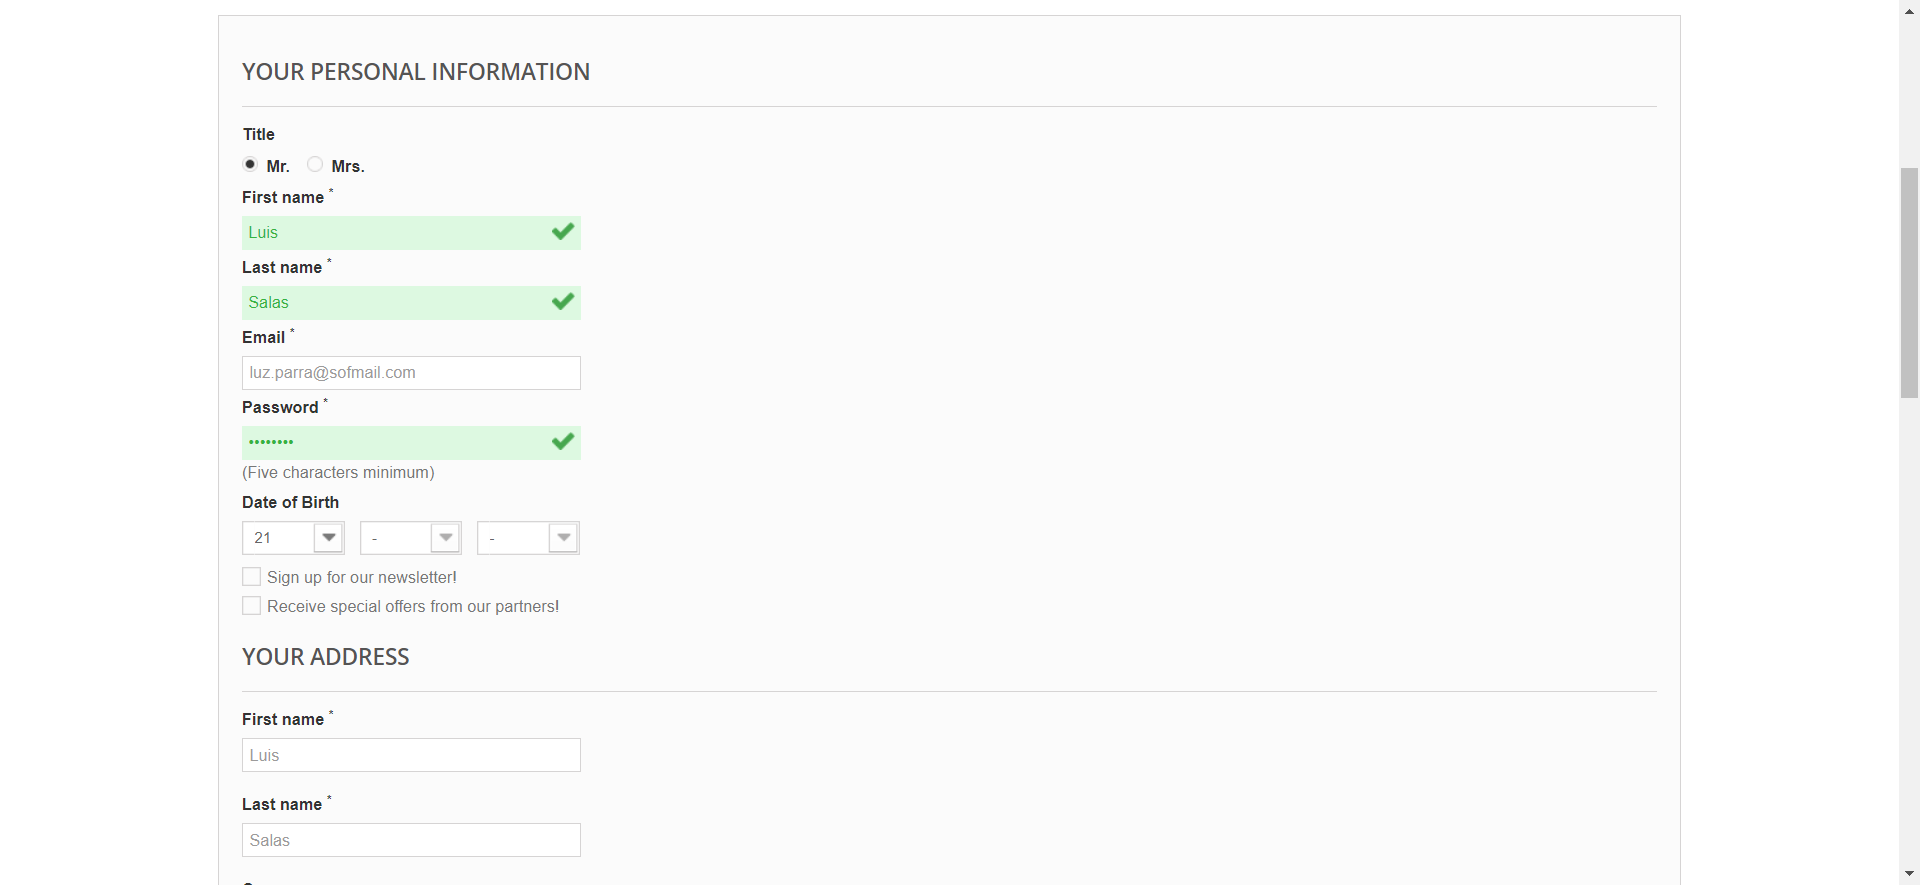 YOUR PERSONAL INFORMATION
Title
Mr. Mrs.
First name *
Luis
Last name *
Salas
Email *
luz.parra@sofmail.com
Password *
••••••••
(Five characters minimum)
Date of Birth
21 - -
Sign up for our newsletter!
Receive special offers from our partners!
YOUR ADDRESS
First name *
Luis
Last name *
Salas